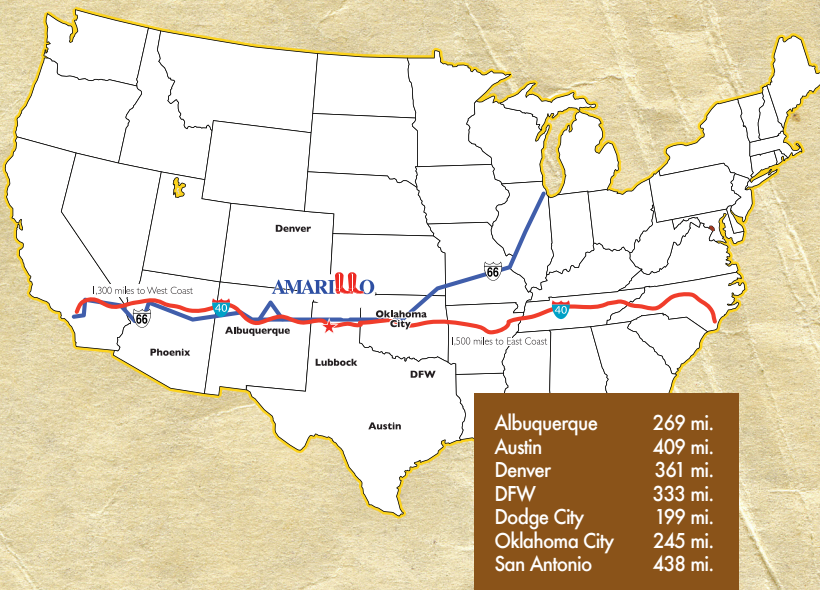 Denver
AMARILLO
1,300 miles to West Coast
40
66
66
40
Oklahoma
City
Albuquerque
1,500 miles to East Coast
Phoenix
Lubbock
DFW
Austin
Albuquerque 269 mi.
Austin 409 mi.
Denver 361 mi.
DFW 333 mi.
Dodge City 199 mi.
Oklahoma City 245 mi.
San Antonio 438 mi.